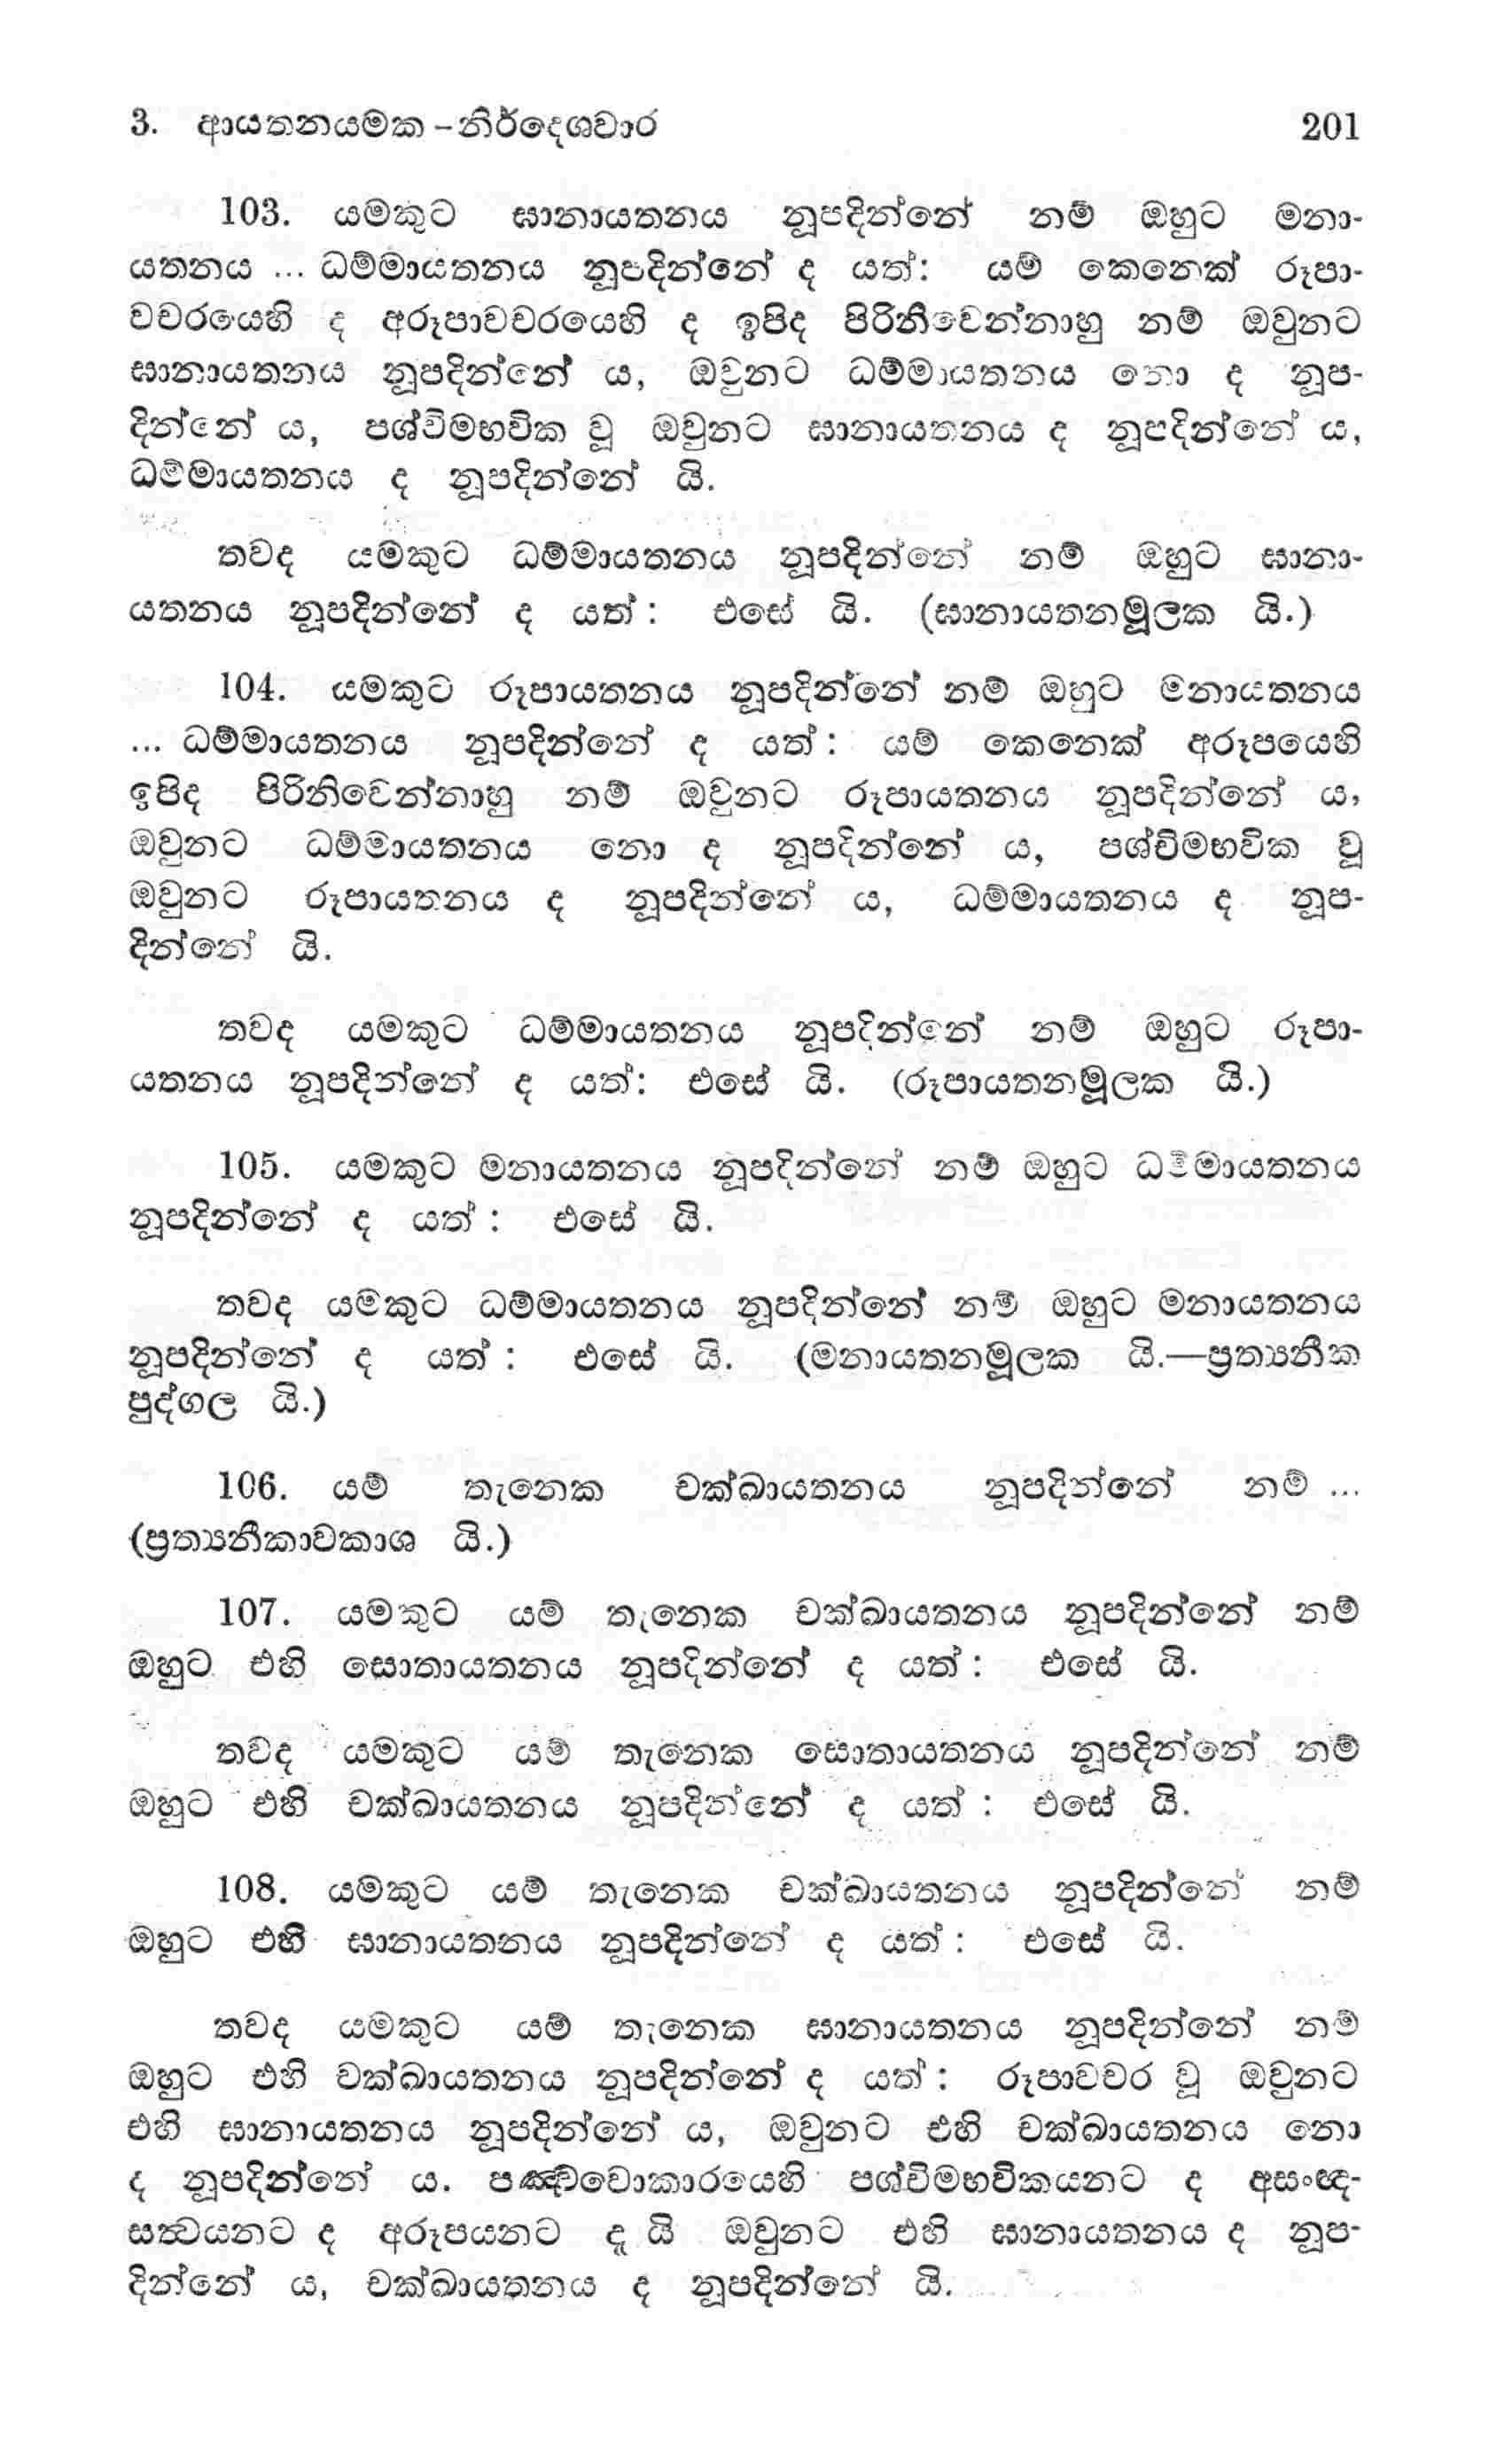 3. ආයතනයමක -නිර්දෙශවාර 201
103. යමකුට ඝානායතනය නූපදින්නේ නම් ඔහුට මනා-
යතනය ... ධම්මායතනය නූපදින්නේ ද යත්: යම් කෙනෙක් රූපා-
වචරයෙහි ද අරූපාවචරයෙහි ද ඉපිද පිරිනිවෙන්නාහු නම් ඔවුනට
ඝානායතනය නූපදින්නේ ය, ඔවුනට ධම්මායතනය නො ද නූප-
දින්නේ ය, පශ්චිමභවික වූ ඔවුනට ඝානායතනය ද නූපදින්නේ ය,
ධම්මායතනය ද නූපදින්නේ යි.
තවද යමකුට ධම්මායතනය නූපදින්නේ නම් ඔහුට ඝානා-
යතනය නූපදින්නේ ද යත්: එසේ යි. (ඝානායතනමූලක යි.)
104. යමකුට රූපායතනය නූපදින්නේ නම් ඔහුට මනායතනය
... ධම්මායතනය නූපදින්නේ ද යත්: යම් කෙනෙක් අරූපයෙහි
ඉපිද පිරිනිවෙන්නාහු නම් ඔවුනට රූපායතනය නූපදින්නේ ය,
ඔවුනට ධම්මායතනය නො ද නූපදින්නේ ය, පශ්චිමභවික වූ
ඔවුනට රූපායතනය ද නූපදින්නේ ය, ධම්මායතනය ද නූප-
දින්නේ යි.
තවද යමකුට ධම්මායතනය නූපදින්නේ නම් ඔහුට රූපා-
යතනය නූපදින්නේ ද යත්: එසේ යි. (රූපායතනමූලක යි.)
105. යමකුට මනායතනය නූපදින්නේ නම් ඔහුට ධම්මායතනය
නූපදින්නේ ද යත්: එසේ යි.
තවද යමකුට ධම්මායතනය නූපදින්නේ නම් ඔහුට මනායතනය
නූපදින්නේ ද යත්: එසේ යි. (මනායතනමූලක යි.—ප්‍රත්‍යනීක
පුද්ගල යි.)
106. යම් තැනෙක චක්ඛායතනය නූපදින්නේ නම් ...
(ප්‍රත්‍යනීකාවකාශ යි.)
107. යමකුට යම් තැනෙක චක්ඛායතනය නූපදින්නේ නම්
ඔහුට එහි සොතායතනය නූපදින්නේ ද යත්: එසේ යි.
තවද යමකුට යම් තැනෙක සොතායතනය නූපදින්නේ නම්
ඔහුට එහි චක්ඛායතනය නූපදින්නේ ද යත්: එසේ යි.
108. යමකුට යම් තැනෙක චක්ඛායතනය නූපදින්නේ නම්
ඔහුට එහි ඝානායතනය නූපදින්නේ ද යත්: එසේ යි.
තවද යමකුට යම් තැනෙක ඝානායතනය නූපදින්නේ නම්
ඔහුට එහි චක්ඛායතනය නූපදින්නේ ද යත්: රූපාවචර වූ ඔවුනට
එහි ඝානායතනය නූපදින්නේ ය, ඔවුනට එහි චක්ඛායතනය නො
ද නූපදින්නේ ය. පඤ්චවොකාරයෙහි පශ්චිමභවිකයනට ද අසංඥ-
සත්‍වයනට ද අරූපයනට දැ යි ඔවුනට එහි ඝානායතනය ද නූප-
දින්නේ ය, චක්ඛායතනය ද නූපදින්නේ යි.